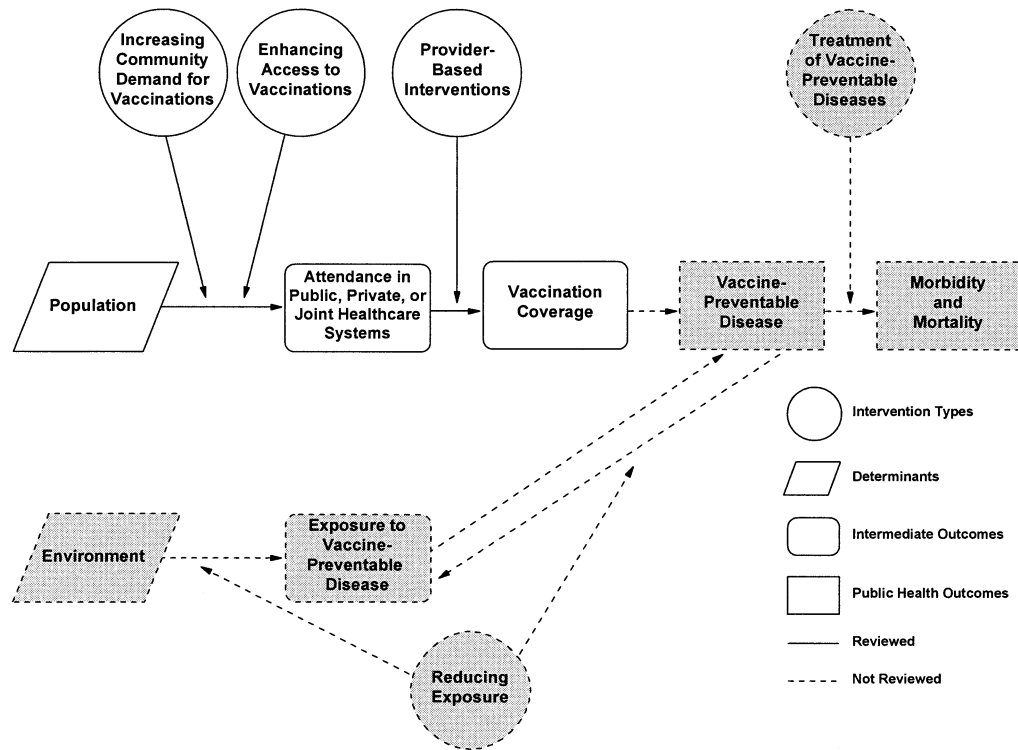 Increasing
Community
Demand for
Vaccinations
Enhancing
Access to
Vaccinations
Provider-
Based
Interventions
Treatment
of Vaccine-
Preventable
Diseases
Population
Attendance in
Public, Private, or
Joint Healthcare
Systems
Vaccination
Coverage
Vaccine-
Preventable
Disease
Morbidity
and
Mortality
Intervention Types
Determinants
Intermediate Outcomes
Public Health Outcomes
Reviewed
Not Reviewed
Environment
Exposure to
Vaccine-
Preventable
Disease
Reducing
Exposure